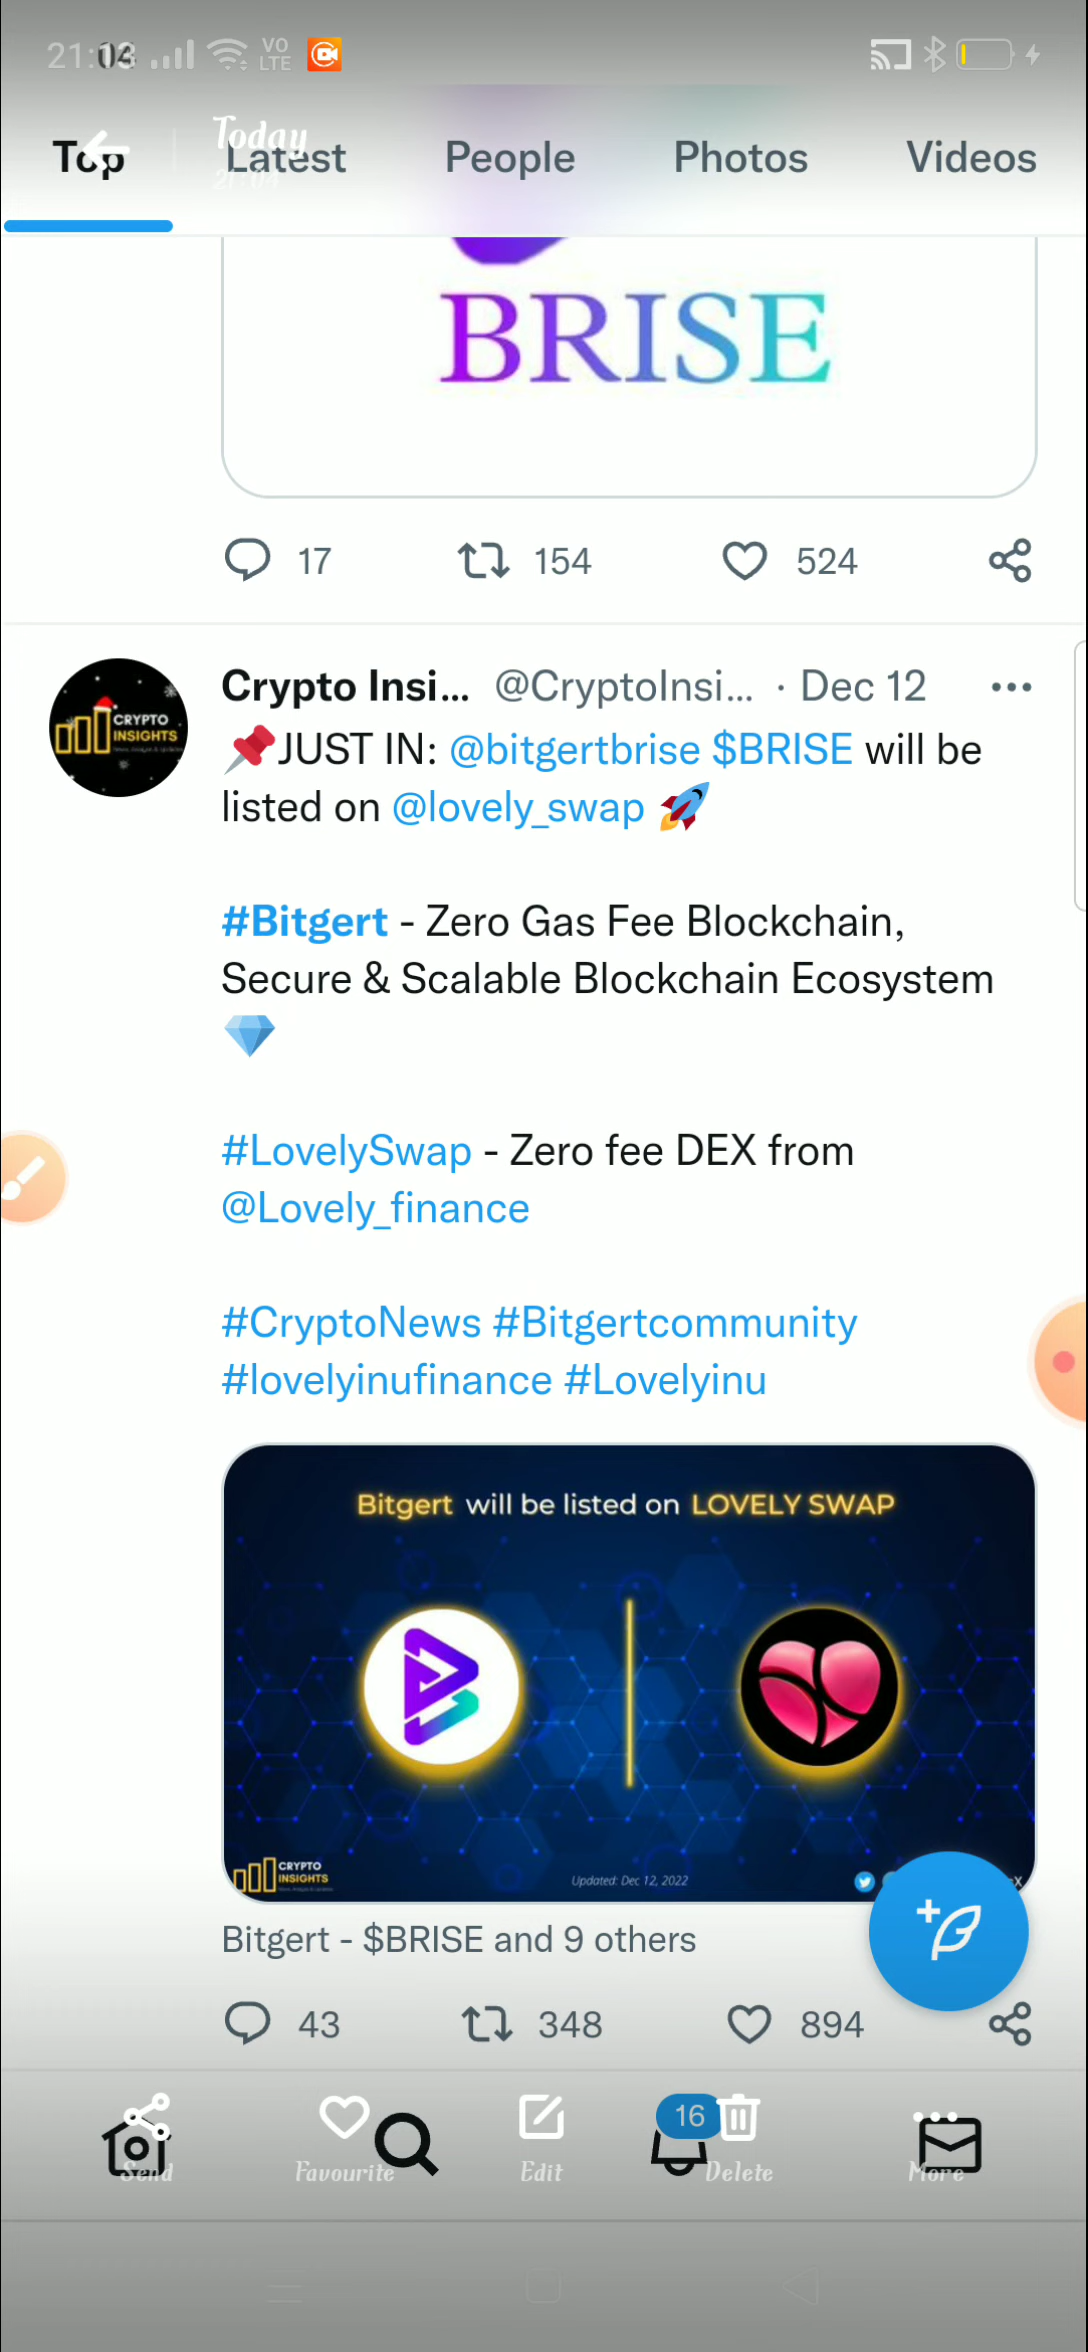 VO
LTE
Today
21:04
Top Latest People Photos Videos
BRISE
17 154 524
Crypto Insi... @CryptoInsi... · Dec 12
CRYPTO
INSIGHTS
📌JUST IN: @bitgertbrise $BRISE will be
listed on @lovely_swap 🚀
#Bitgert - Zero Gas Fee Blockchain,
Secure & Scalable Blockchain Ecosystem
💎
#LovelySwap - Zero fee DEX from
@Lovely_finance
#CryptoNews #Bitgertcommunity
#lovelyinufinance #Lovelyinu
Bitgert will be listed on LOVELY SWAP
CRYPTO
INSIGHTS
Updated: Dec 12, 2022
Bitgert - $BRISE and 9 others
43 348 894
16
Send Favourite Edit Delete More